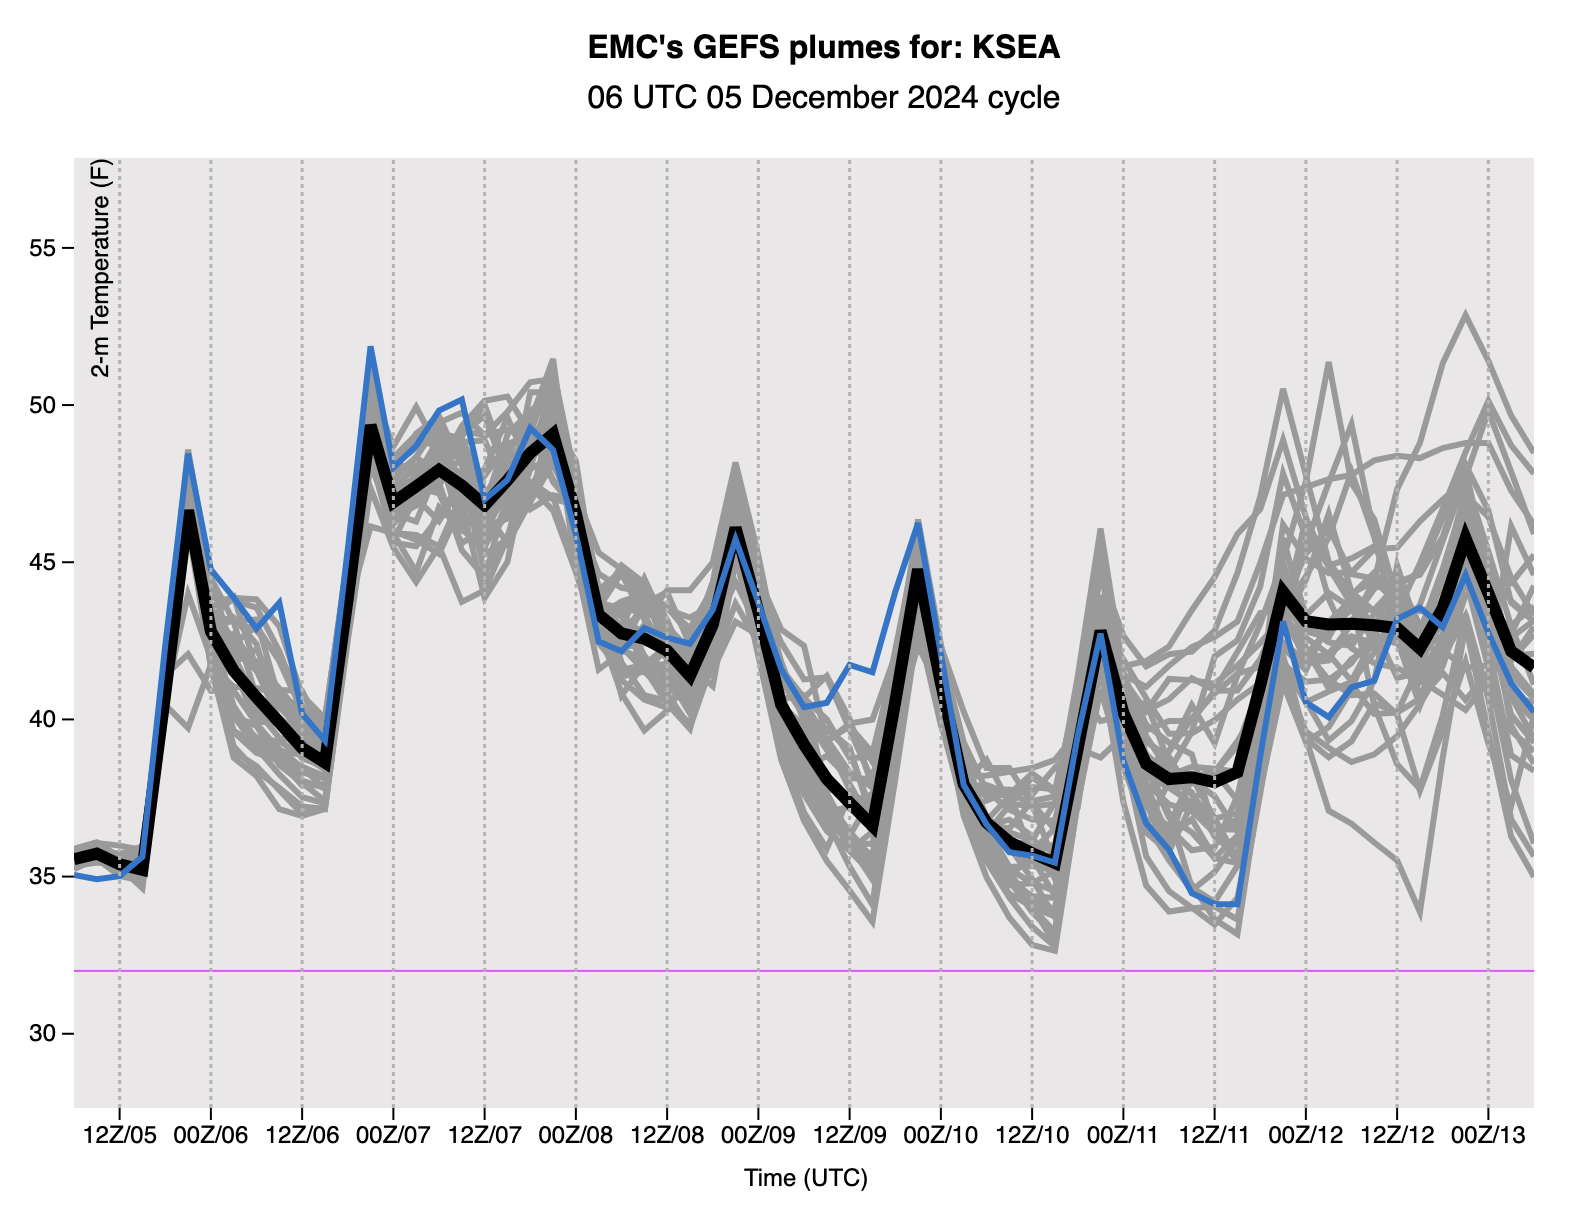 EMC's GEFS plumes for: KSEA
06 UTC 05 December 2024 cycle
2-m Temperature (F)
55
50
45
40
35
30
12Z/05 00Z/06 12Z/06 00Z/07 12Z/07 00Z/08 12Z/08 00Z/09 12Z/09 00Z/10 12Z/10 00Z/11 12Z/11 00Z/12 12Z/12 00Z/13
Time (UTC)